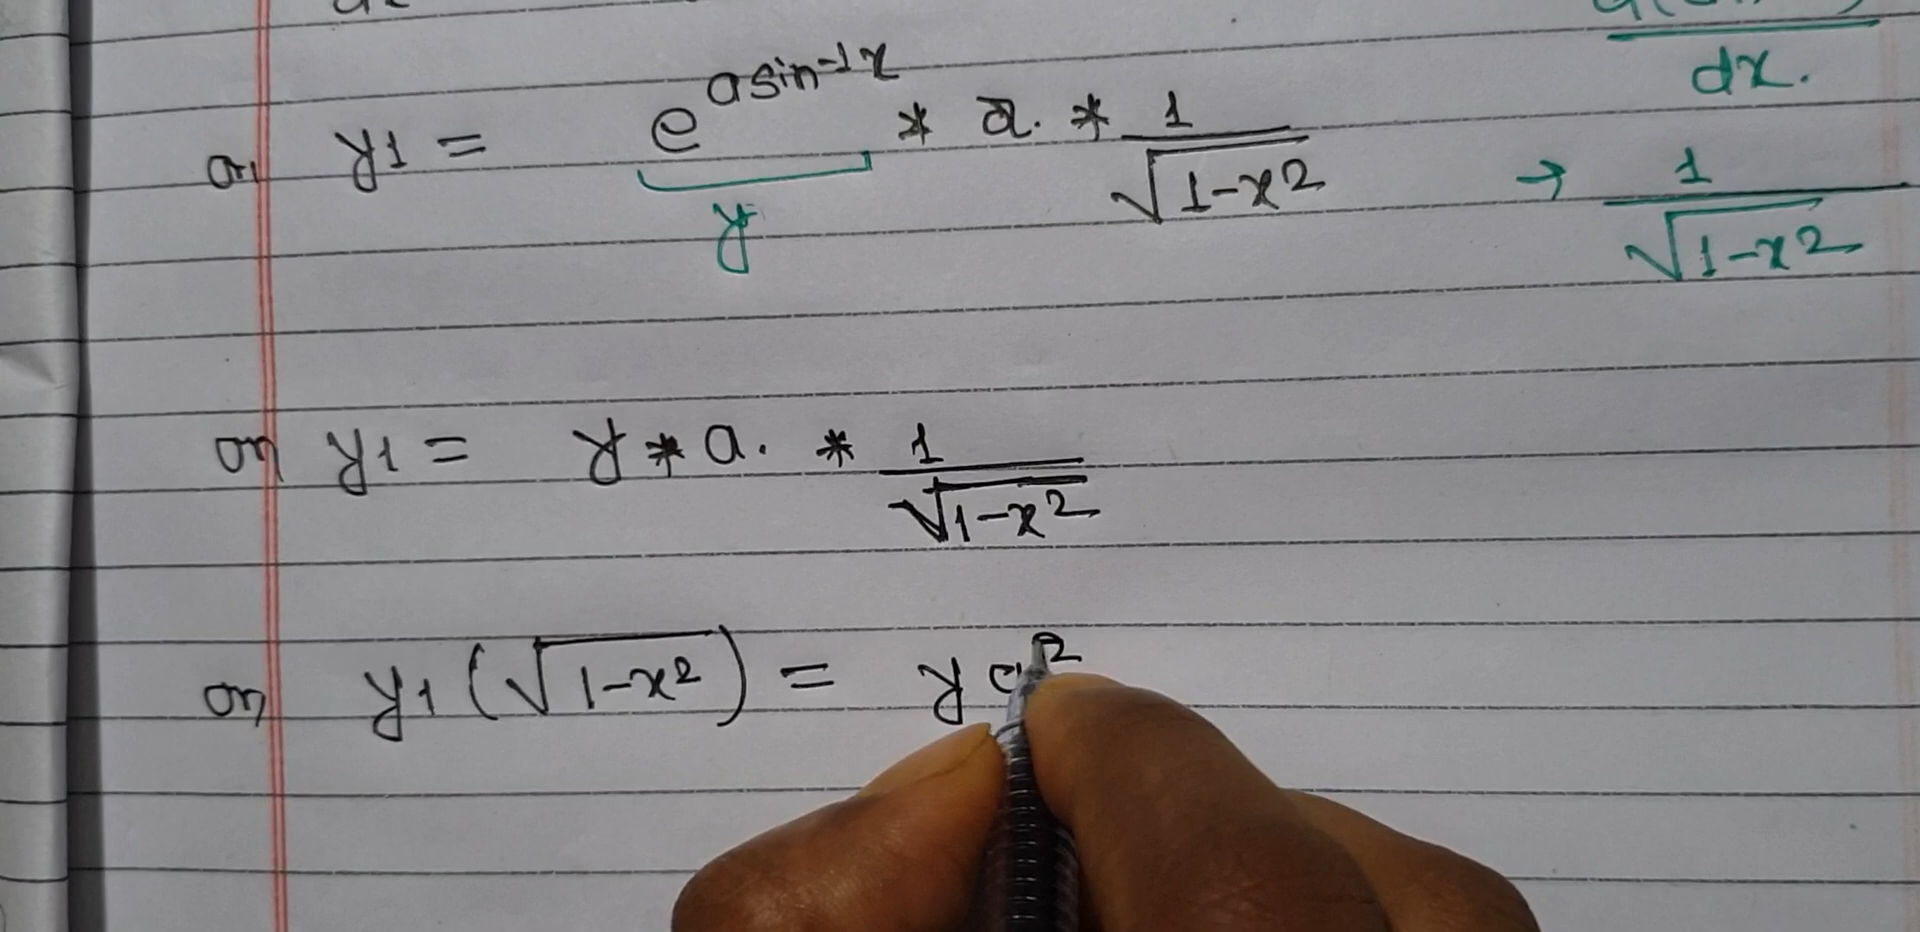 dx.
or y1 = e^(a sin-1x) * a. * 1/√(1-x2)
y
→ 1/√(1-x2)
or y1 = y * a. * 1/√(1-x2)
or y1 (√(1-x2)) = y a2